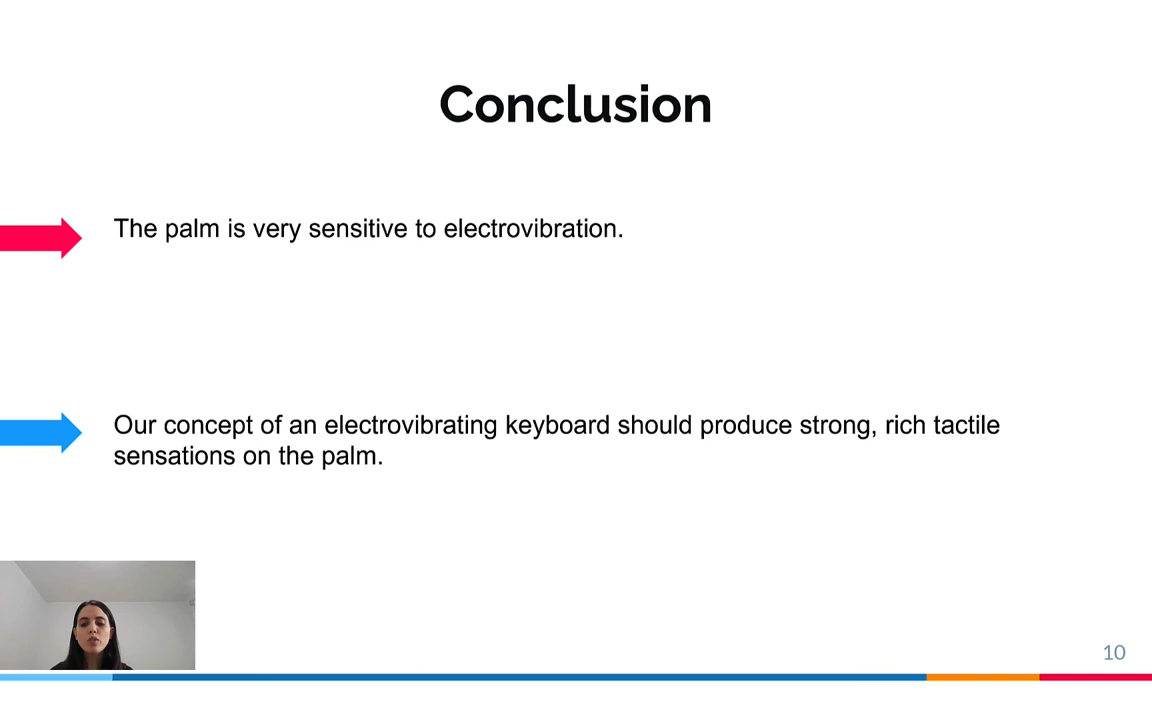 Conclusion
The palm is very sensitive to electrovibration.
Our concept of an electrovibrating keyboard should produce strong, rich tactile
sensations on the palm.
10